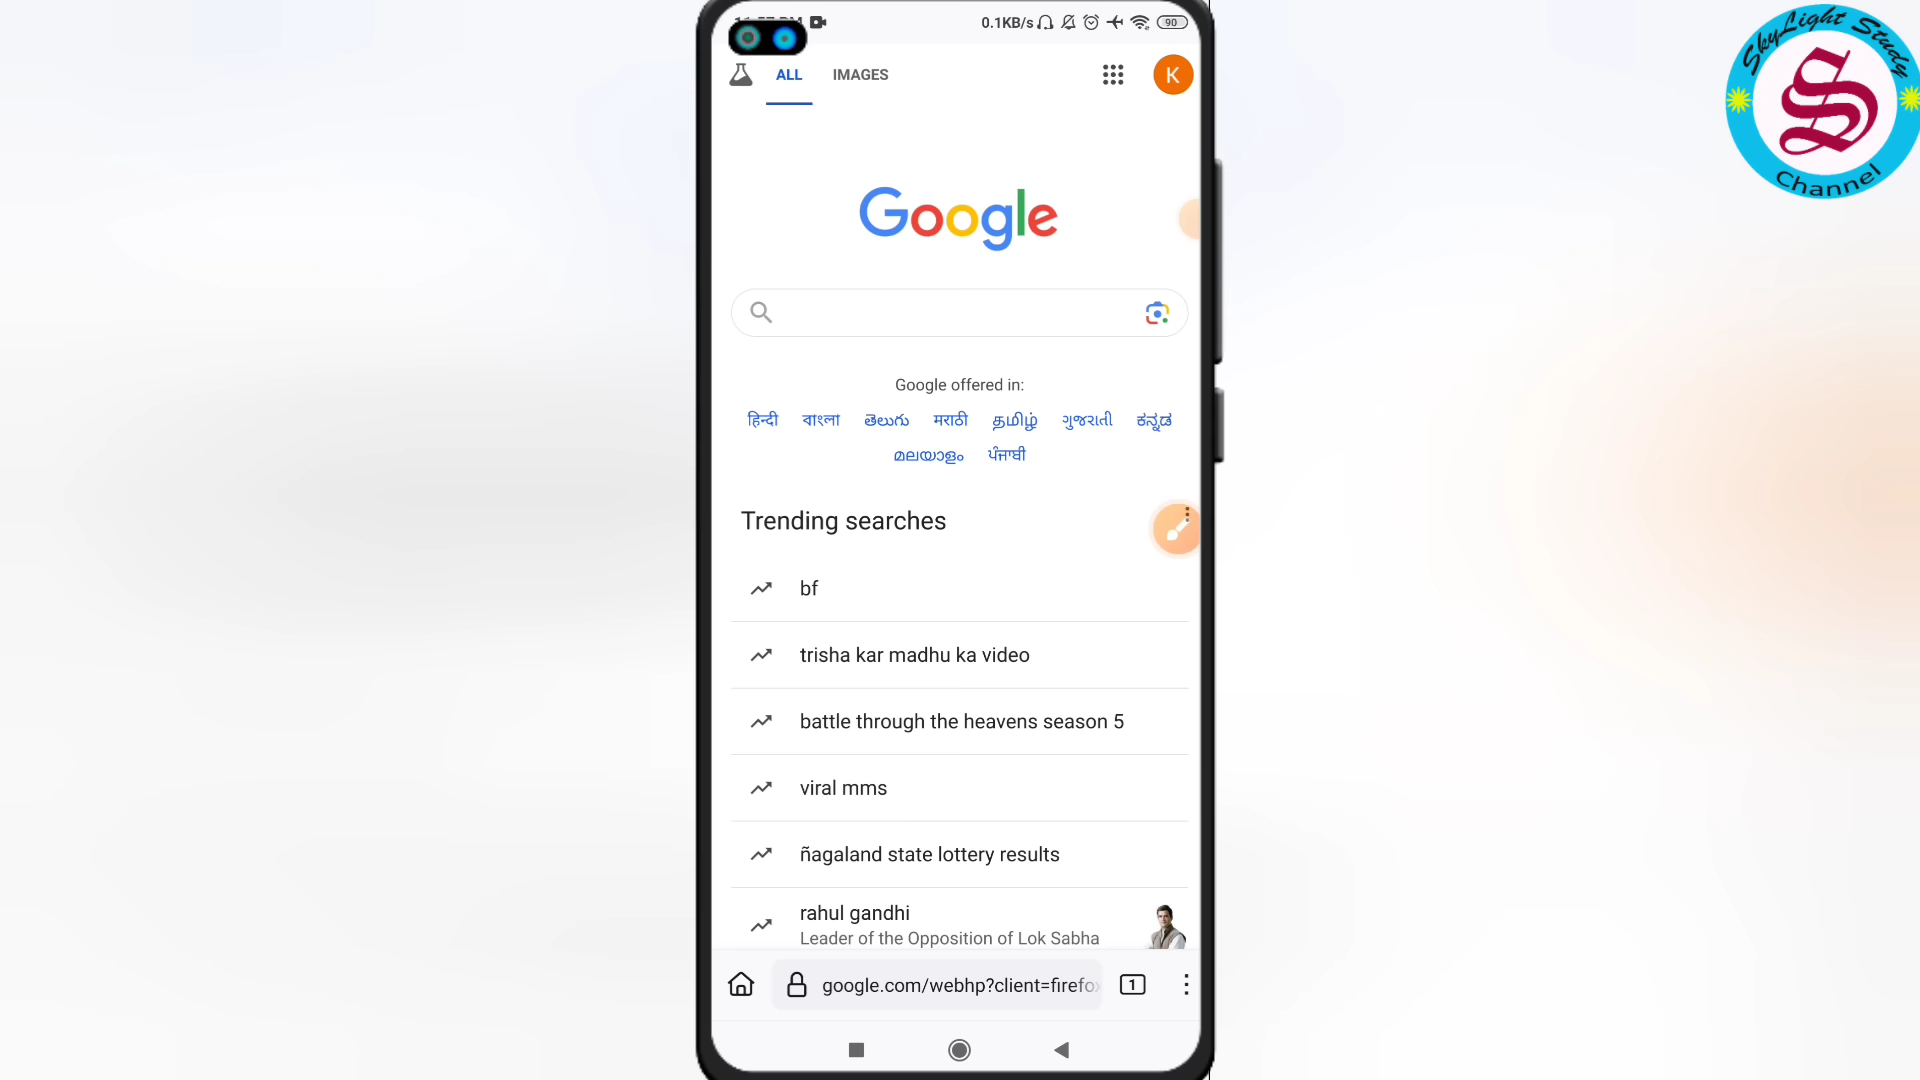 0.1KB/s 90
ALL IMAGES K
Google
Google offered in:
हिन्दी বাংলা తెలుగు मराठी தமிழ் ગુજરાતી ಕನ್ನಡ
മലയാളം ਪੰਜਾਬੀ
Trending searches
bf
trisha kar madhu ka video
battle through the heavens season 5
viral mms
ñagaland state lottery results
rahul gandhi
Leader of the Opposition of Lok Sabha
google.com/webhp?client=firefox
1
SkyLight Study
S
Channel